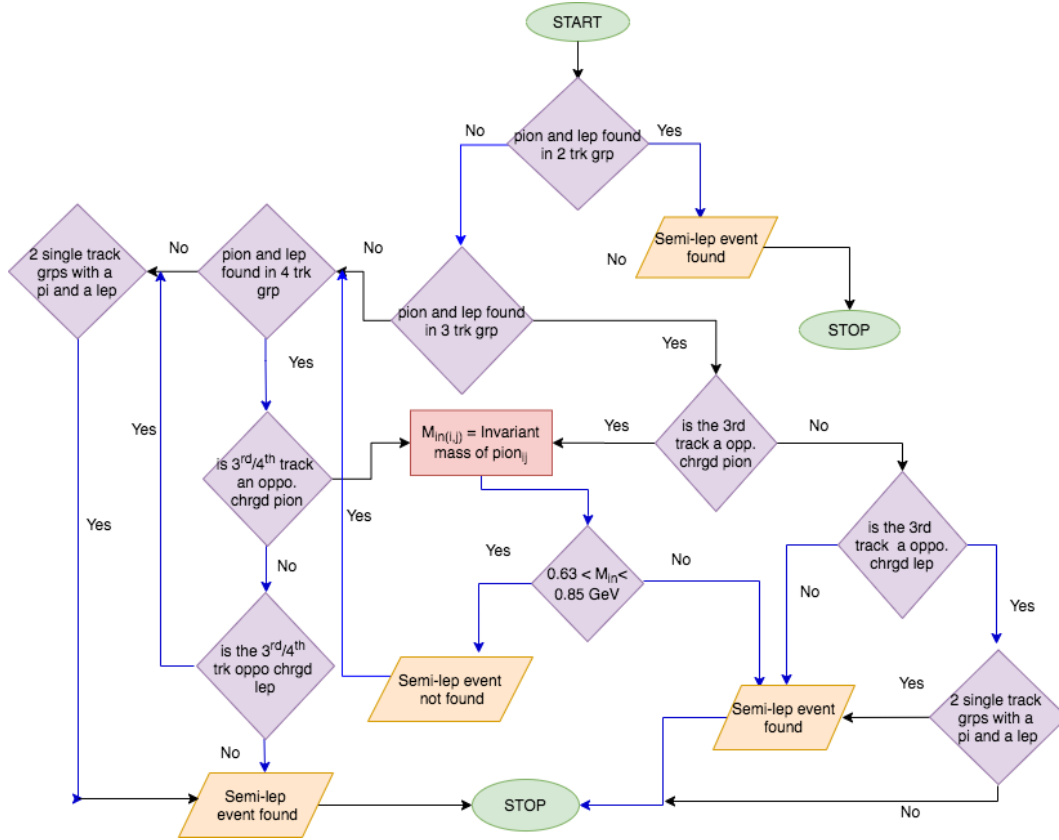 START
pion and lep found
in 2 trk grp
No
Yes
Semi-lep event
found
No
STOP
2 single track
grps with a
pi and a lep
No
pion and lep
found in 4 trk
grp
No
pion and lep found
in 3 trk grp
Yes
Yes
is the 3rd
track a opp.
chrgd pion
Yes
No
M_in(i,j) = Invariant
mass of pion_ij
is 3rd/4th track
an oppo.
chrgd pion
Yes
Yes
Yes
is the 3rd
track a oppo.
chrgd lep
No
Yes
0.63 < M_in<
0.85 GeV
Yes
No
No
is the 3rd/4th
trk oppo chrgd
lep
Semi-lep event
not found
Semi-lep event
found
Yes
2 single track
grps with a
pi and a lep
No
Semi-lep
event found
STOP
No